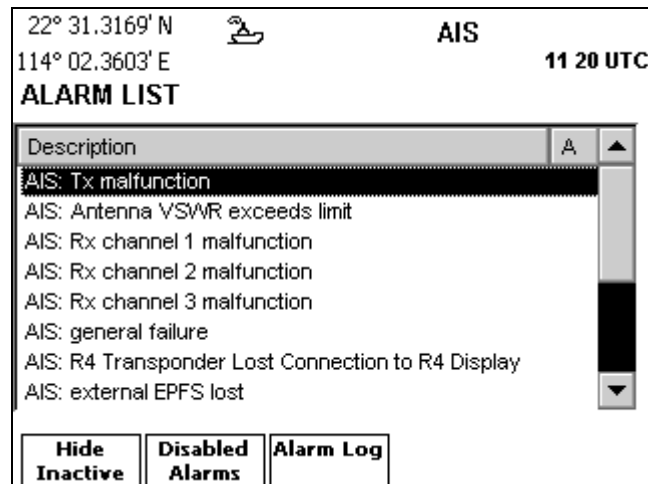 22° 31.3169' N
AIS
114° 02.3603' E
11 20 UTC
ALARM LIST
Description A
AIS: Tx malfunction
AIS: Antenna VSWR exceeds limit
AIS: Rx channel 1 malfunction
AIS: Rx channel 2 malfunction
AIS: Rx channel 3 malfunction
AIS: general failure
AIS: R4 Transponder Lost Connection to R4 Display
AIS: external EPFS lost
Hide Inactive
Disabled Alarms
Alarm Log